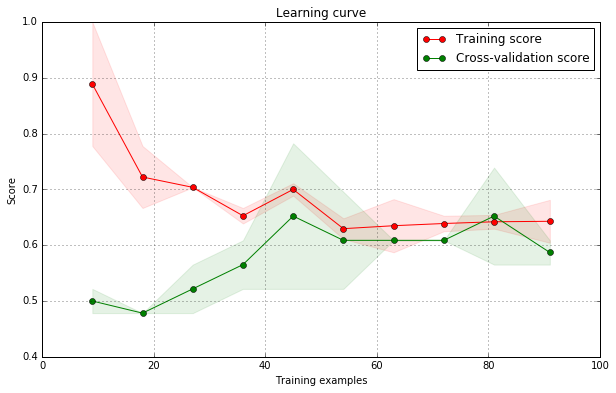 Learning curve
1.0
0.9
0.8
0.7
0.6
0.5
0.4
Score
Training score
Cross-validation score
0 20 40 60 80 100
Training examples